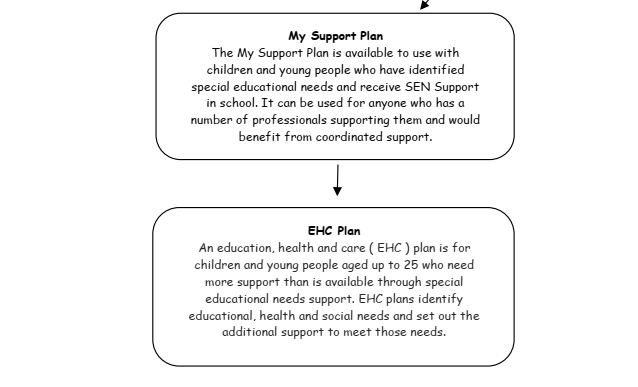 My Support Plan
The My Support Plan is available to use with
children and young people who have identified
special educational needs and receive SEN Support
in school. It can be used for anyone who has a
number of professionals supporting them and would
benefit from coordinated support.
EHC Plan
An education, health and care ( EHC ) plan is for
children and young people aged up to 25 who need
more support than is available through special
educational needs support. EHC plans identify
educational, health and social needs and set out the
additional support to meet those needs.